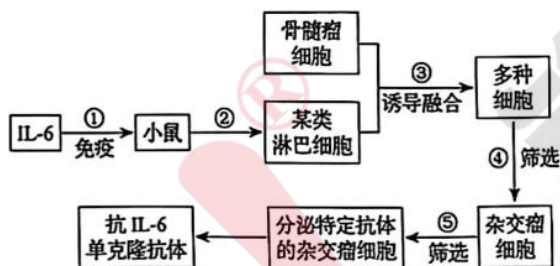 骨髓瘤
细胞
③
诱导融合
多种
细胞
IL-6
①
免疫
小鼠
②
某类
淋巴细胞
④
筛选
抗IL-6
单克隆抗体
分泌特定抗体
的杂交瘤细胞
⑤
筛选
杂交瘤
细胞
®